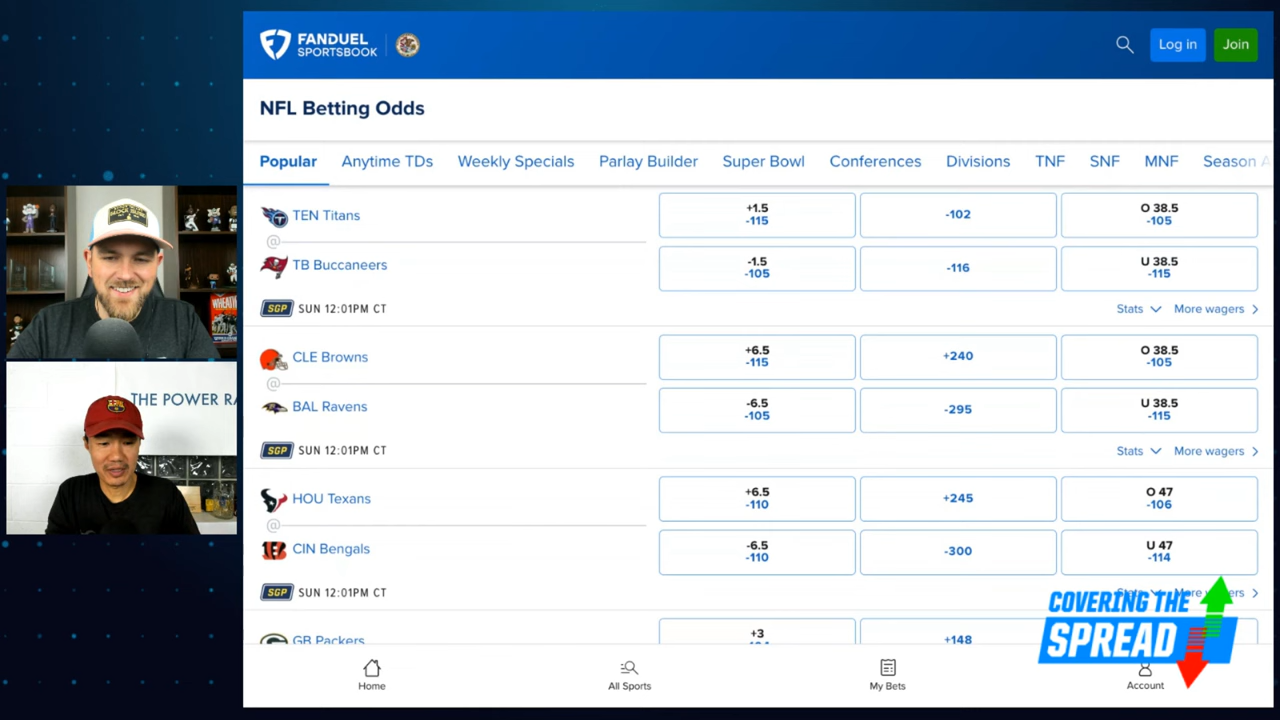 FANDUEL
SPORTSBOOK
Log in
Join
NFL Betting Odds
Popular
Anytime TDs
Weekly Specials
Parlay Builder
Super Bowl
Conferences
Divisions
TNF
SNF
MNF
Season A
TEN Titans
+1.5
-115
-102
O 38.5
-105
@
TB Buccaneers
-1.5
-105
-116
U 38.5
-115
SGP SUN 12:01PM CT
Stats
More wagers
CLE Browns
+6.5
-115
+240
O 38.5
-105
@
BAL Ravens
-6.5
-105
-295
U 38.5
-115
SGP SUN 12:01PM CT
Stats
More wagers
THE POWER RA
HOU Texans
+6.5
-110
+245
O 47
-106
@
CIN Bengals
-6.5
-110
-300
U 47
-114
SGP SUN 12:01PM CT
Stats
More wagers
GB Packers
+3
+148
COVERING THE
SPREAD
Home
All Sports
My Bets
Account